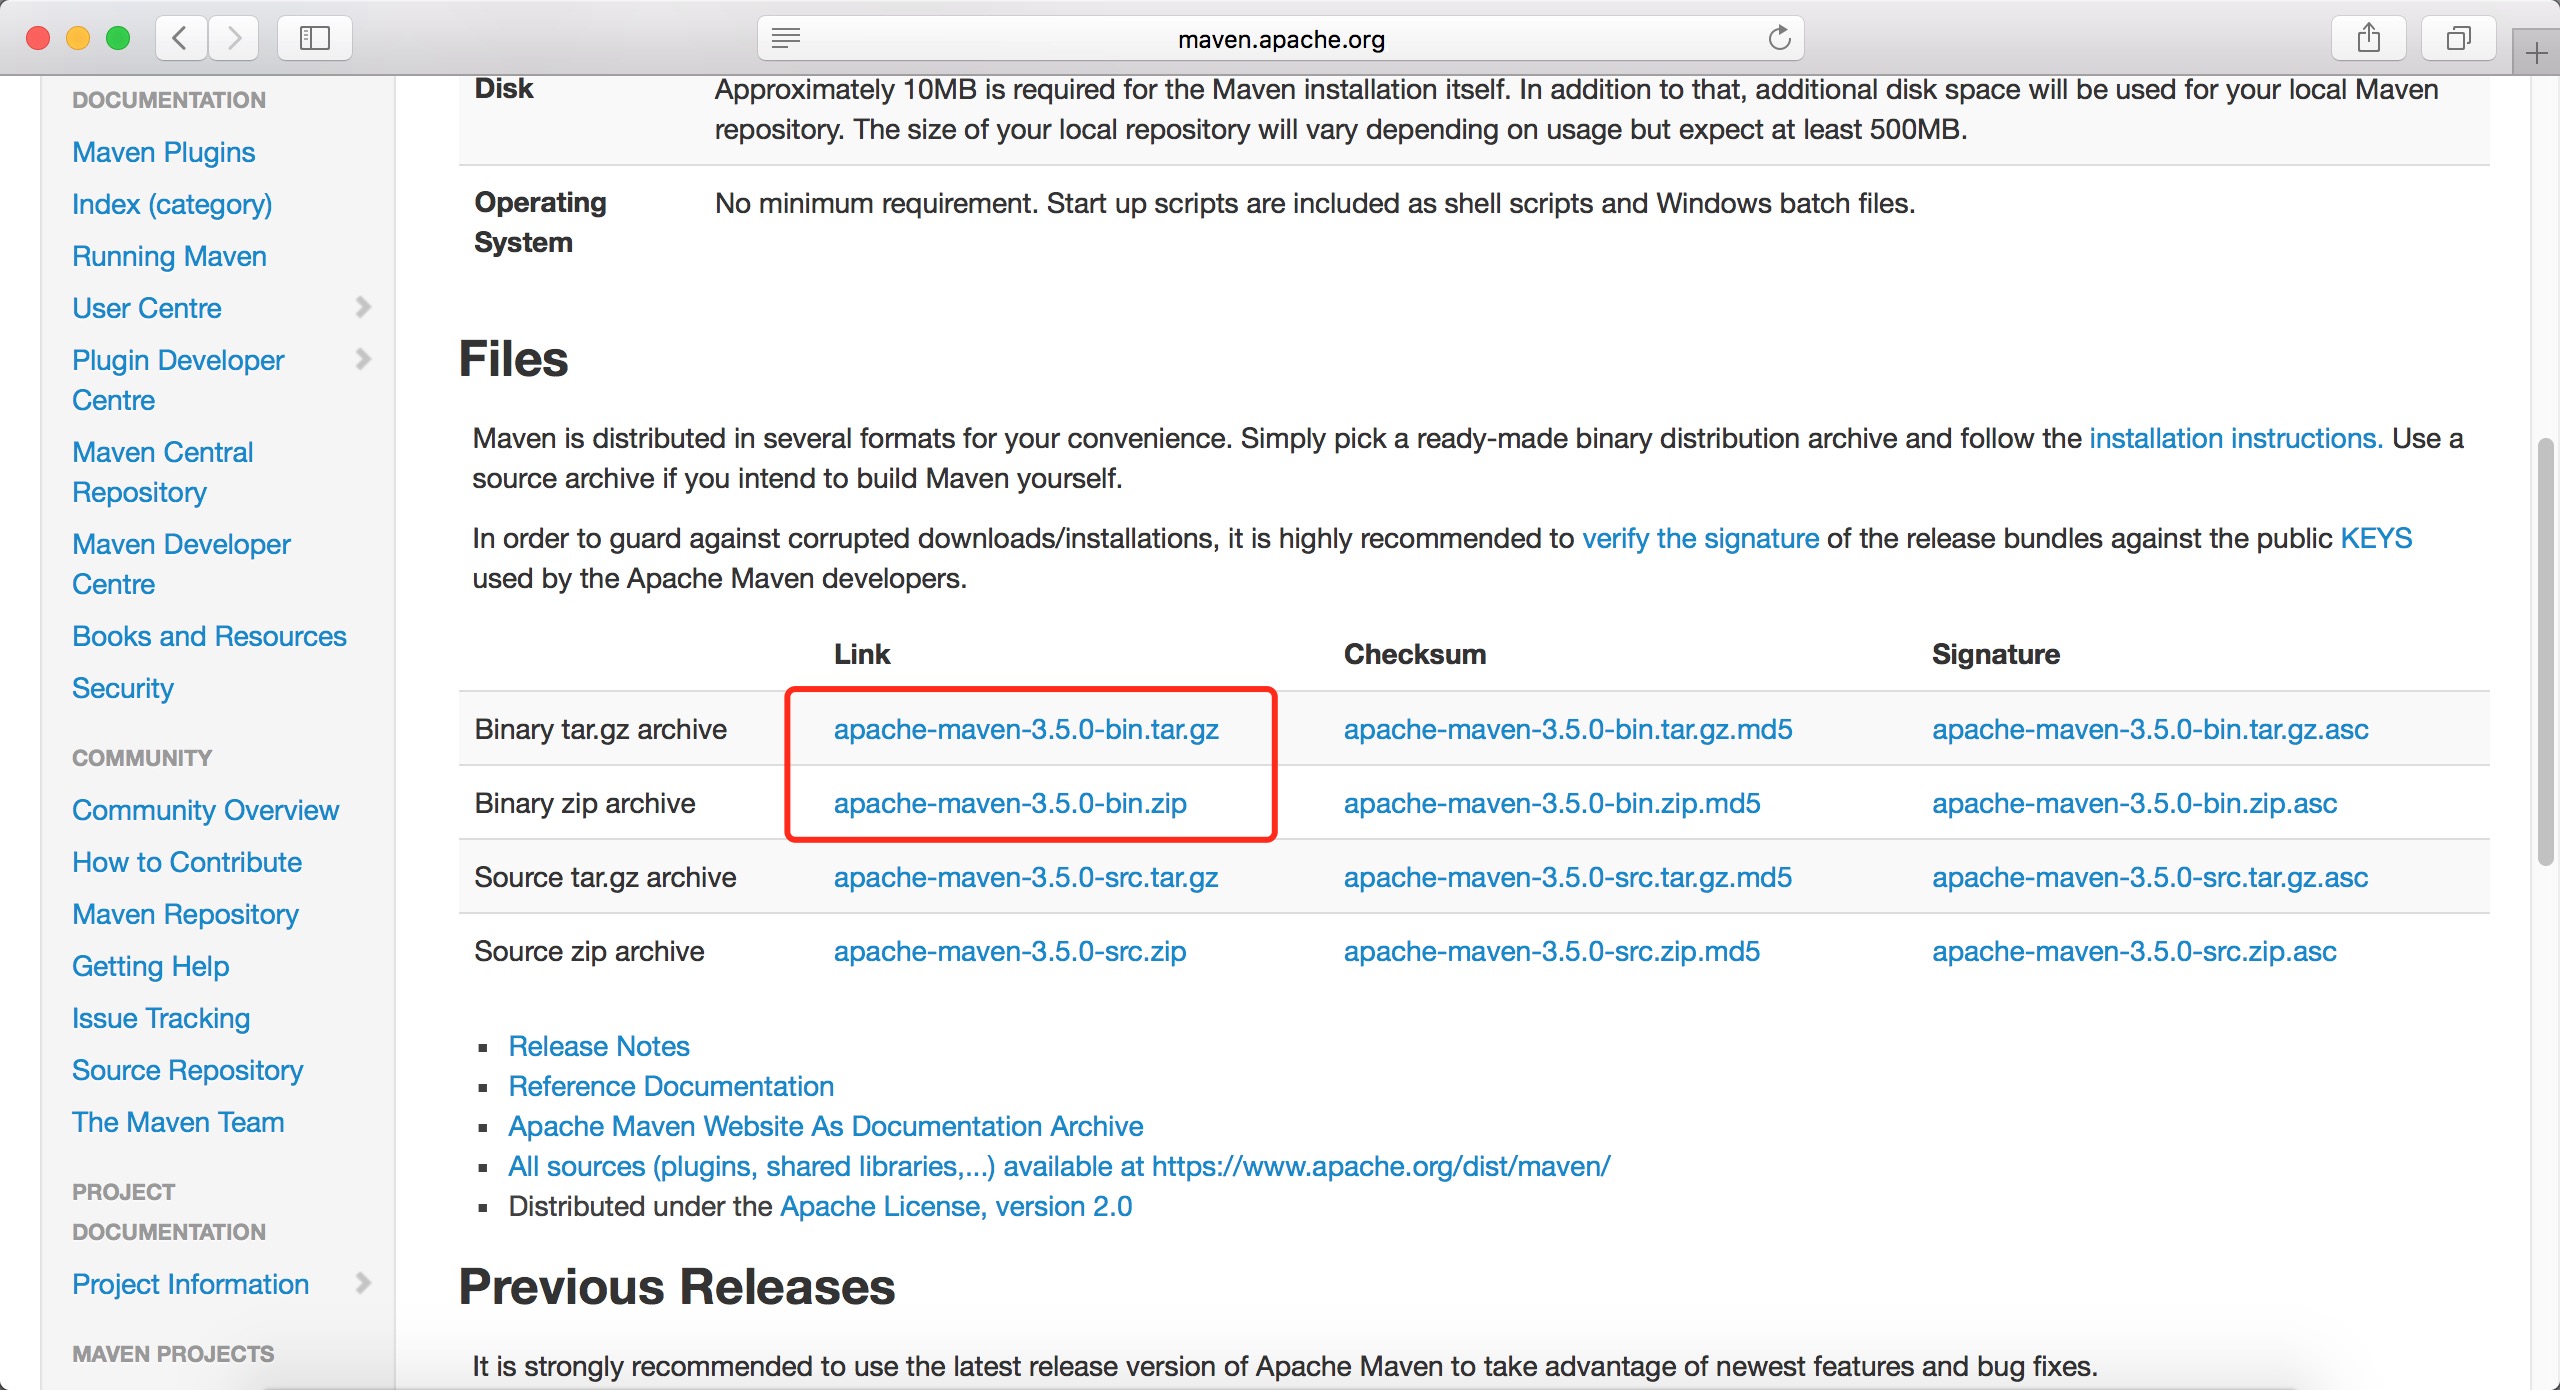 maven.apache.org
DOCUMENTATION
Maven Plugins
Index (category)
Running Maven
User Centre
Plugin Developer
Centre
Maven Central
Repository
Maven Developer
Centre
Books and Resources
Security
COMMUNITY
Community Overview
How to Contribute
Maven Repository
Getting Help
Issue Tracking
Source Repository
The Maven Team
PROJECT
DOCUMENTATION
Project Information
MAVEN PROJECTS
Disk Approximately 10MB is required for the Maven installation itself. In addition to that, additional disk space will be used for your local Maven
repository. The size of your local repository will vary depending on usage but expect at least 500MB.
Operating No minimum requirement. Start up scripts are included as shell scripts and Windows batch files.
System
Files
Maven is distributed in several formats for your convenience. Simply pick a ready-made binary distribution archive and follow the installation instructions. Use a
source archive if you intend to build Maven yourself.
In order to guard against corrupted downloads/installations, it is highly recommended to verify the signature of the release bundles against the public KEYS
used by the Apache Maven developers.
Link Checksum Signature
Binary tar.gz archive apache-maven-3.5.0-bin.tar.gz apache-maven-3.5.0-bin.tar.gz.md5 apache-maven-3.5.0-bin.tar.gz.asc
Binary zip archive apache-maven-3.5.0-bin.zip apache-maven-3.5.0-bin.zip.md5 apache-maven-3.5.0-bin.zip.asc
Source tar.gz archive apache-maven-3.5.0-src.tar.gz apache-maven-3.5.0-src.tar.gz.md5 apache-maven-3.5.0-src.tar.gz.asc
Source zip archive apache-maven-3.5.0-src.zip apache-maven-3.5.0-src.zip.md5 apache-maven-3.5.0-src.zip.asc
▪ Release Notes
▪ Reference Documentation
▪ Apache Maven Website As Documentation Archive
▪ All sources (plugins, shared libraries,...) available at https://www.apache.org/dist/maven/
▪ Distributed under the Apache License, version 2.0
Previous Releases
It is strongly recommended to use the latest release version of Apache Maven to take advantage of newest features and bug fixes.